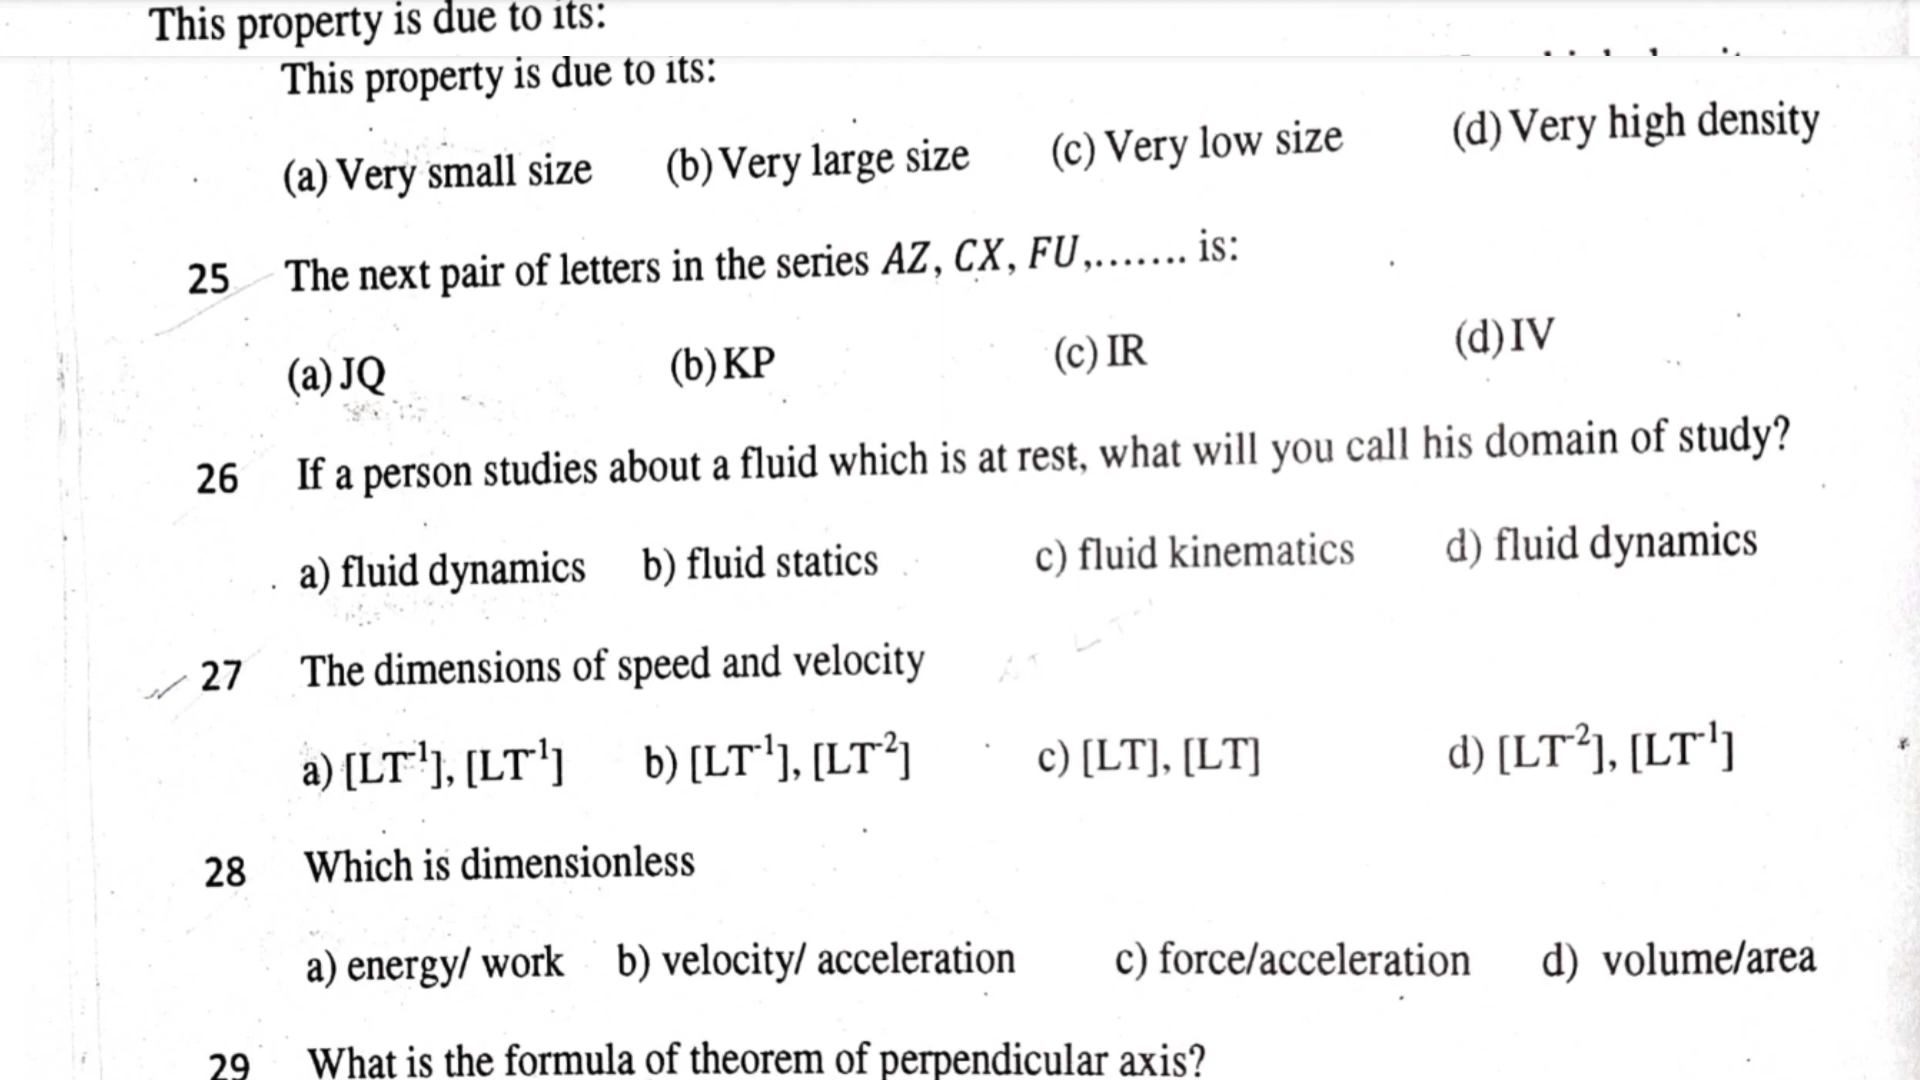 This property is due to its:
This property is due to its:
(a) Very small size (b) Very large size (c) Very low size (d) Very high density
25 The next pair of letters in the series AZ, CX, FU,....... is:
(a) JQ (b) KP (c) IR (d) IV
26 If a person studies about a fluid which is at rest, what will you call his domain of study?
a) fluid dynamics b) fluid statics c) fluid kinematics d) fluid dynamics
27 The dimensions of speed and velocity
a) [LT⁻¹], [LT⁻¹] b) [LT⁻¹], [LT⁻²] c) [LT], [LT] d) [LT⁻²], [LT⁻¹]
28 Which is dimensionless
a) energy/ work b) velocity/ acceleration c) force/acceleration d) volume/area
29 What is the formula of theorem of perpendicular axis?